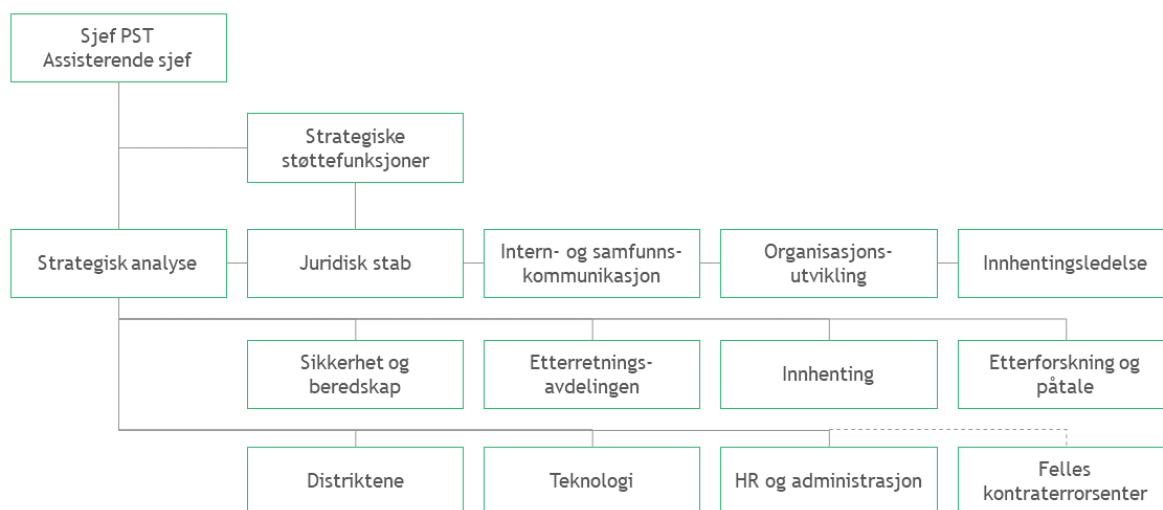 Sjef PST
Assisterende sjef
Strategiske
støttefunksjoner
Strategisk analyse
Juridisk stab
Intern- og samfunns-
kommunikasjon
Organisasjons-
utvikling
Innhentingsledelse
Sikkerhet og
beredskap
Etterretnings-
avdelingen
Innhenting
Etterforskning og
påtale
Distriktene
Teknologi
HR og administrasjon
Felles
kontraterrorsenter